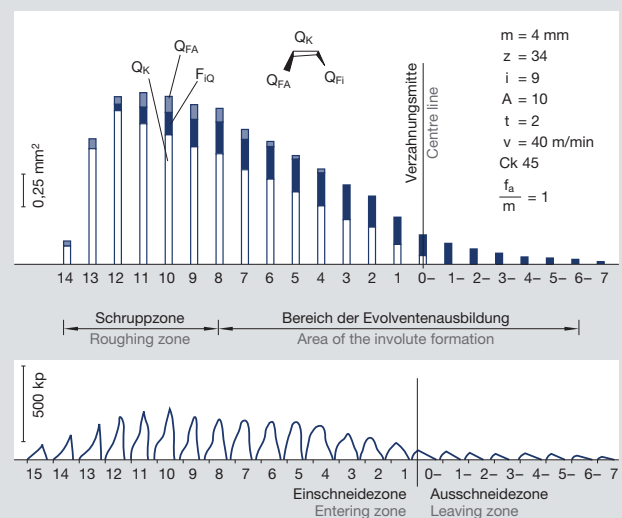 Q_K
Q_FA
F_iQ
Q_K
Q_FA
Q_Fi
m = 4 mm
z = 34
i = 9
A = 10
t = 2
v = 40 m/min
Ck 45
f_a
m
= 1
Verzahnungsmitte
Centre line
0,25 mm²
14 13 12 11 10 9 8 7 6 5 4 3 2 1 0– 1– 2– 3– 4– 5– 6– 7
Schruppzone
Roughing zone
Bereich der Evolventenausbildung
Area of the involute formation
500 kp
15 14 13 12 11 10 9 8 7 6 5 4 3 2 1 0– 1– 2– 3– 4– 5– 6– 7
Einschneidezone
Entering zone
Ausschneidezone
Leaving zone